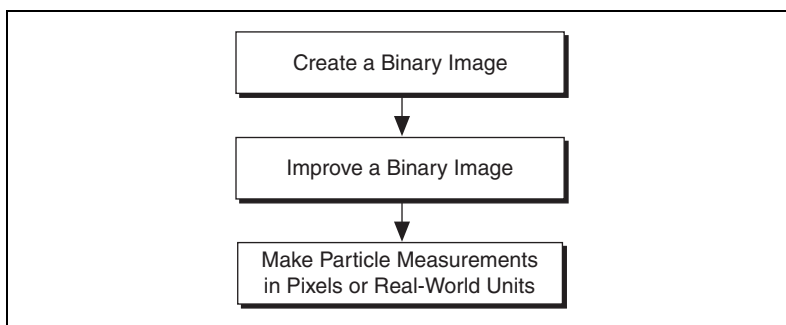 Create a Binary Image
Improve a Binary Image
Make Particle Measurements
in Pixels or Real-World Units